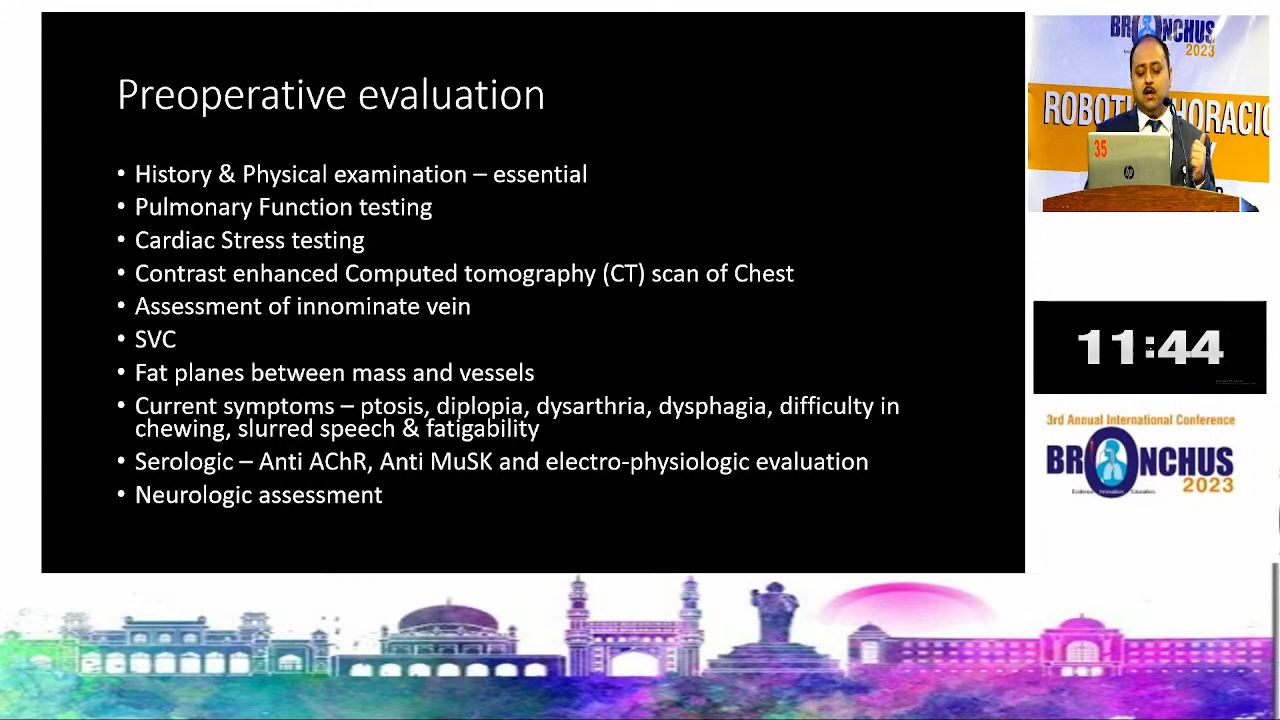 Preoperative evaluation
• History & Physical examination – essential
• Pulmonary Function testing
• Cardiac Stress testing
• Contrast enhanced Computed tomography (CT) scan of Chest
• Assessment of innominate vein
• SVC
• Fat planes between mass and vessels
• Current symptoms – ptosis, diplopia, dysarthria, dysphagia, difficulty in
chewing, slurred speech & fatigability
• Serologic – Anti AChR, Anti MuSK and electro-physiologic evaluation
• Neurologic assessment
BR NCHUS
2023
35
hp
11:44
3rd Annual International Conference
BRONCHUS
2023